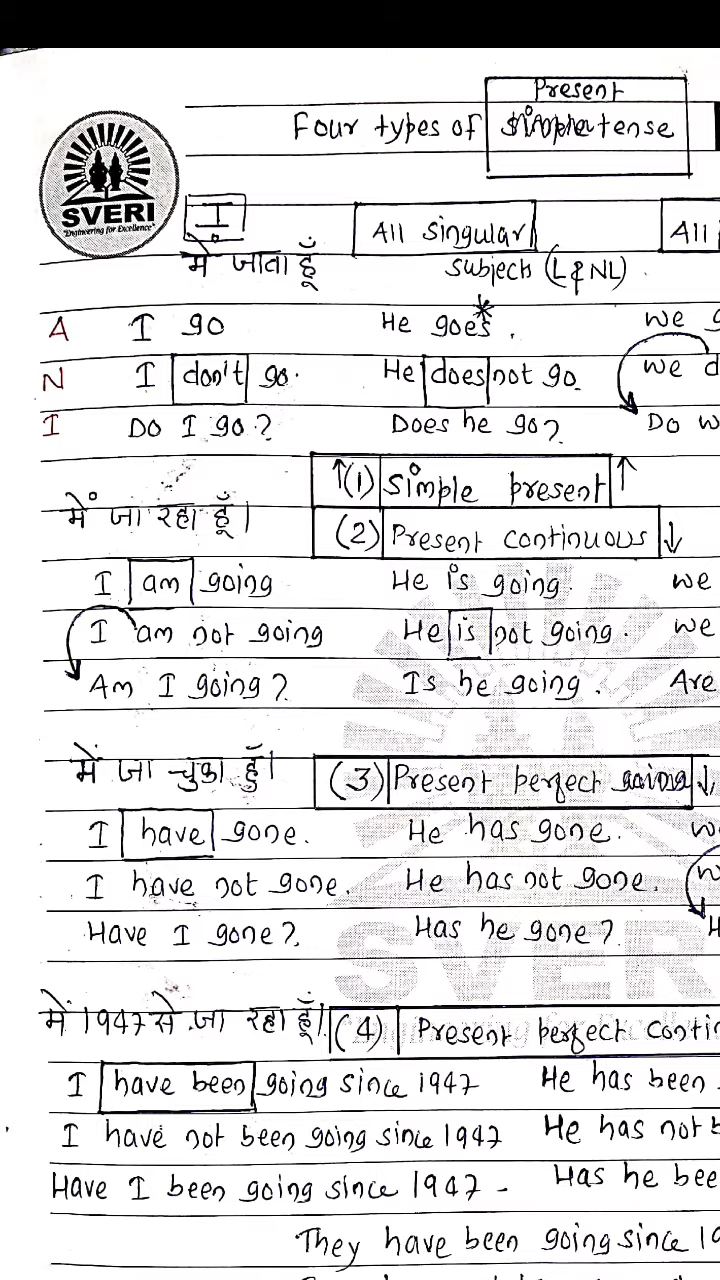 Present
Four types of tense
SVERI
"Engineering for Excellence"
I All singular All
में जाता हूँ subject (L & NL)
A I go He goes*. we
N I don't go. He does not go we d
I Do I go? Does he go? Do w
(1) Simple present
में जा रहा हूँ। (2) Present continuous
I am going He is going we
I am not going He is not going. we
Am I going? Is he going. Are
में जा चुका हुँ। (3) Present perfect
I have gone. He has gone. we
I have not gone. He has not gone. w
Have I gone? Has he gone? H
में 1947 से जा रहा हूँ। (4) Present perfect contin
I have been going since 1947 He has been
I have not been going since 1947 He has not b
Have I been going since 1947 - Has he bee
They have been going since 19